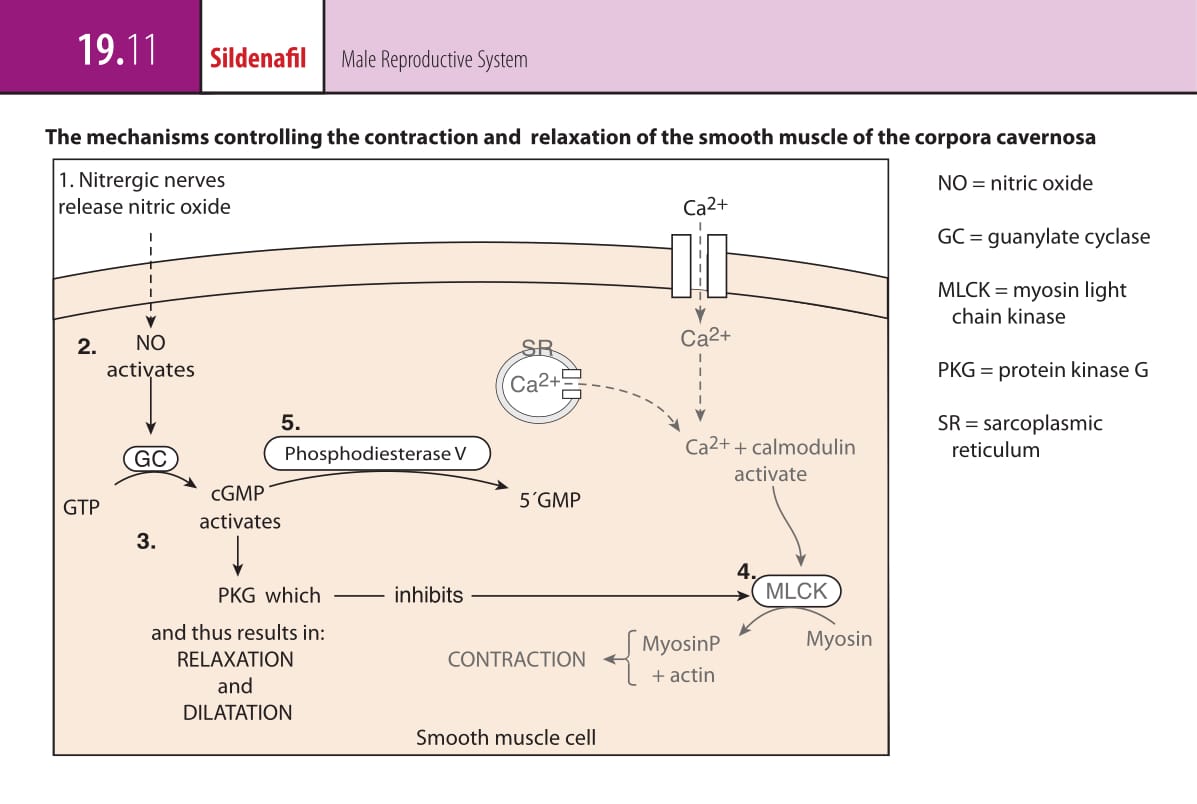 19.11
Sildenafil
Male Reproductive System
The mechanisms controlling the contraction and relaxation of the smooth muscle of the corpora cavernosa
1. Nitrergic nerves
release nitric oxide
Ca2+
2.
NO
activates
SR
Ca2+
Ca2+
5.
Phosphodiesterase V
GC
GTP
cGMP
activates
5´GMP
Ca2+ + calmodulin
activate
3.
PKG which
inhibits
4.
MLCK
and thus results in:
RELAXATION
and
DILATATION
CONTRACTION
MyosinP
+ actin
Myosin
Smooth muscle cell
NO = nitric oxide
GC = guanylate cyclase
MLCK = myosin light
chain kinase
PKG = protein kinase G
SR = sarcoplasmic
reticulum